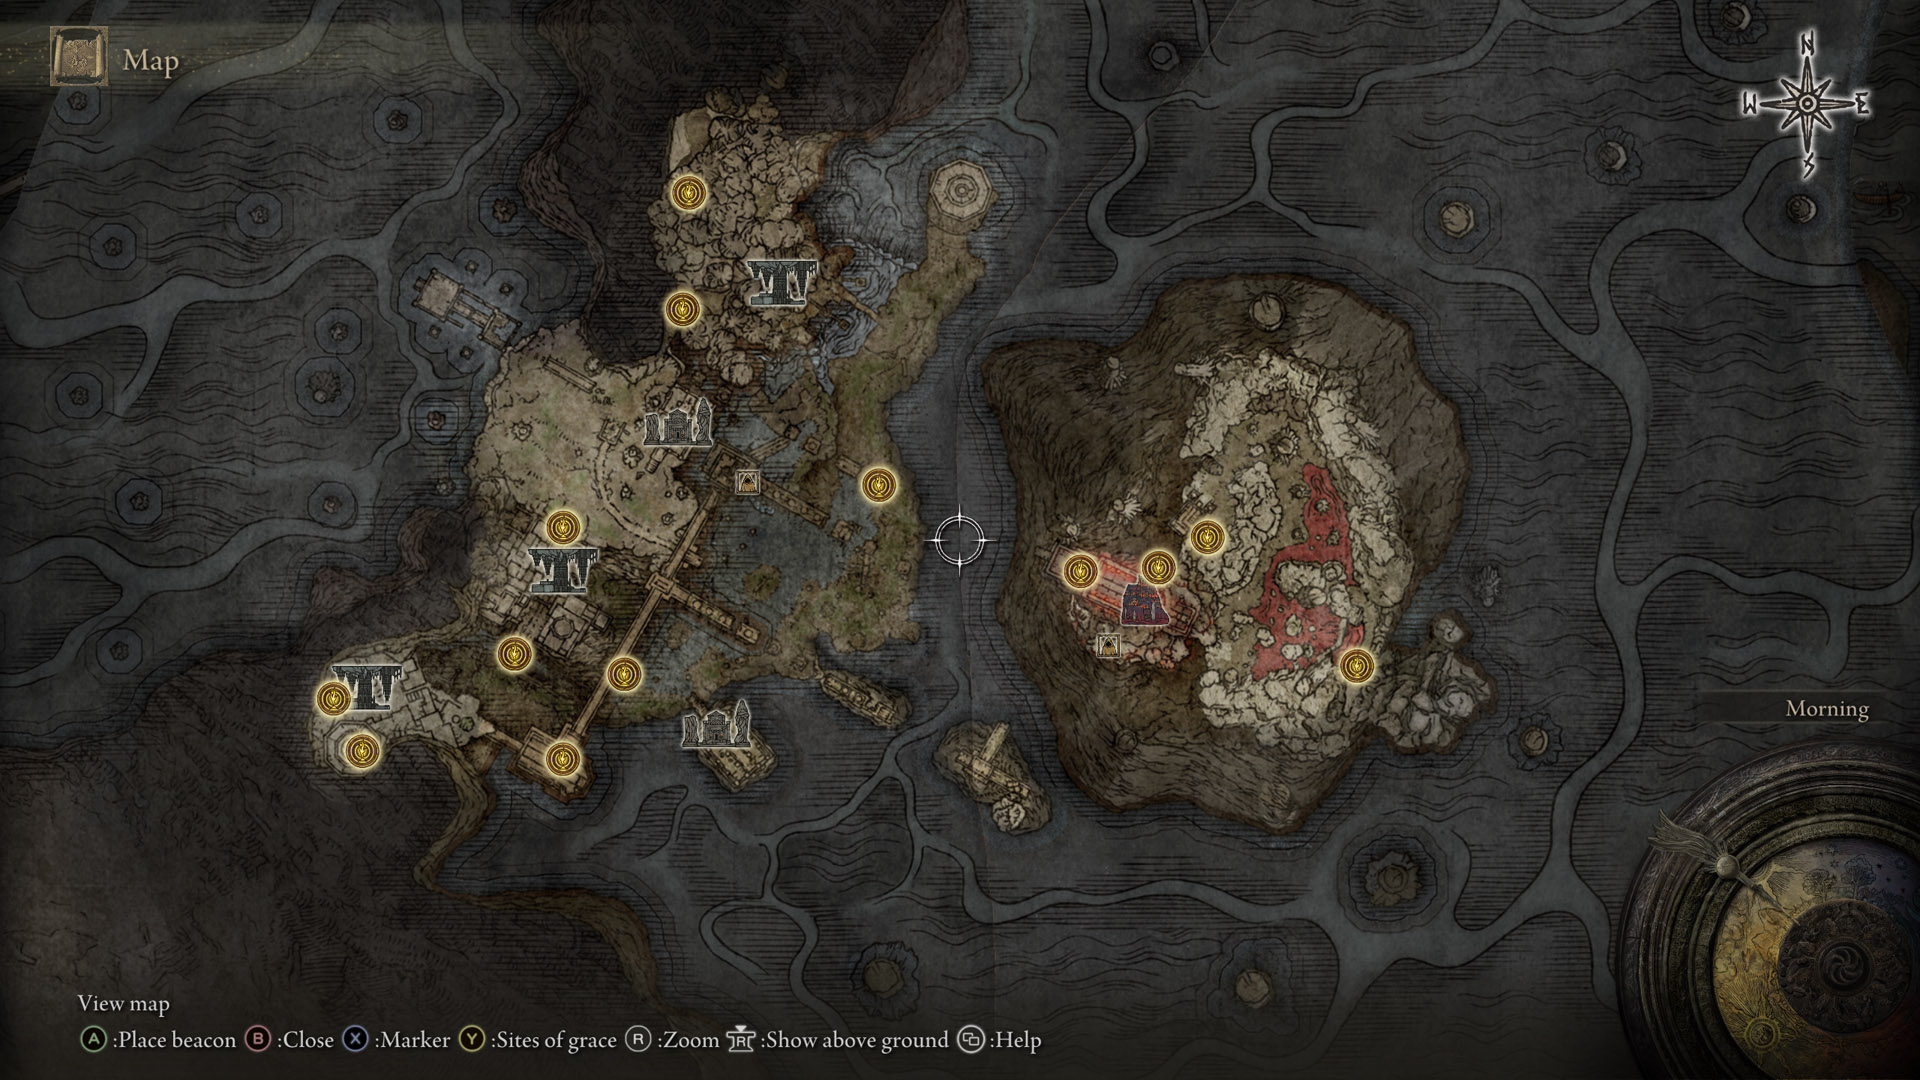 Map
N
W E
S
Morning
View map
A :Place beacon B :Close X :Marker Y :Sites of grace R :Zoom R :Show above ground :Help